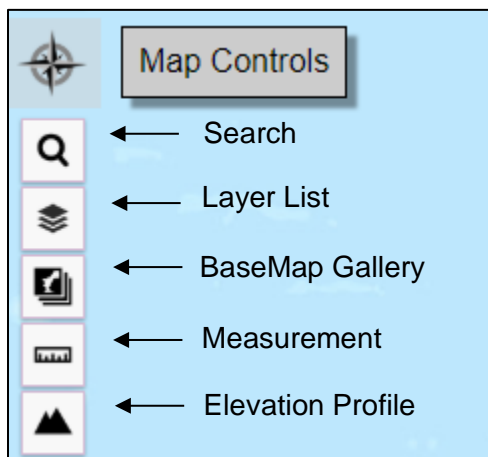 Map Controls
Search
Layer List
BaseMap Gallery
Measurement
Elevation Profile